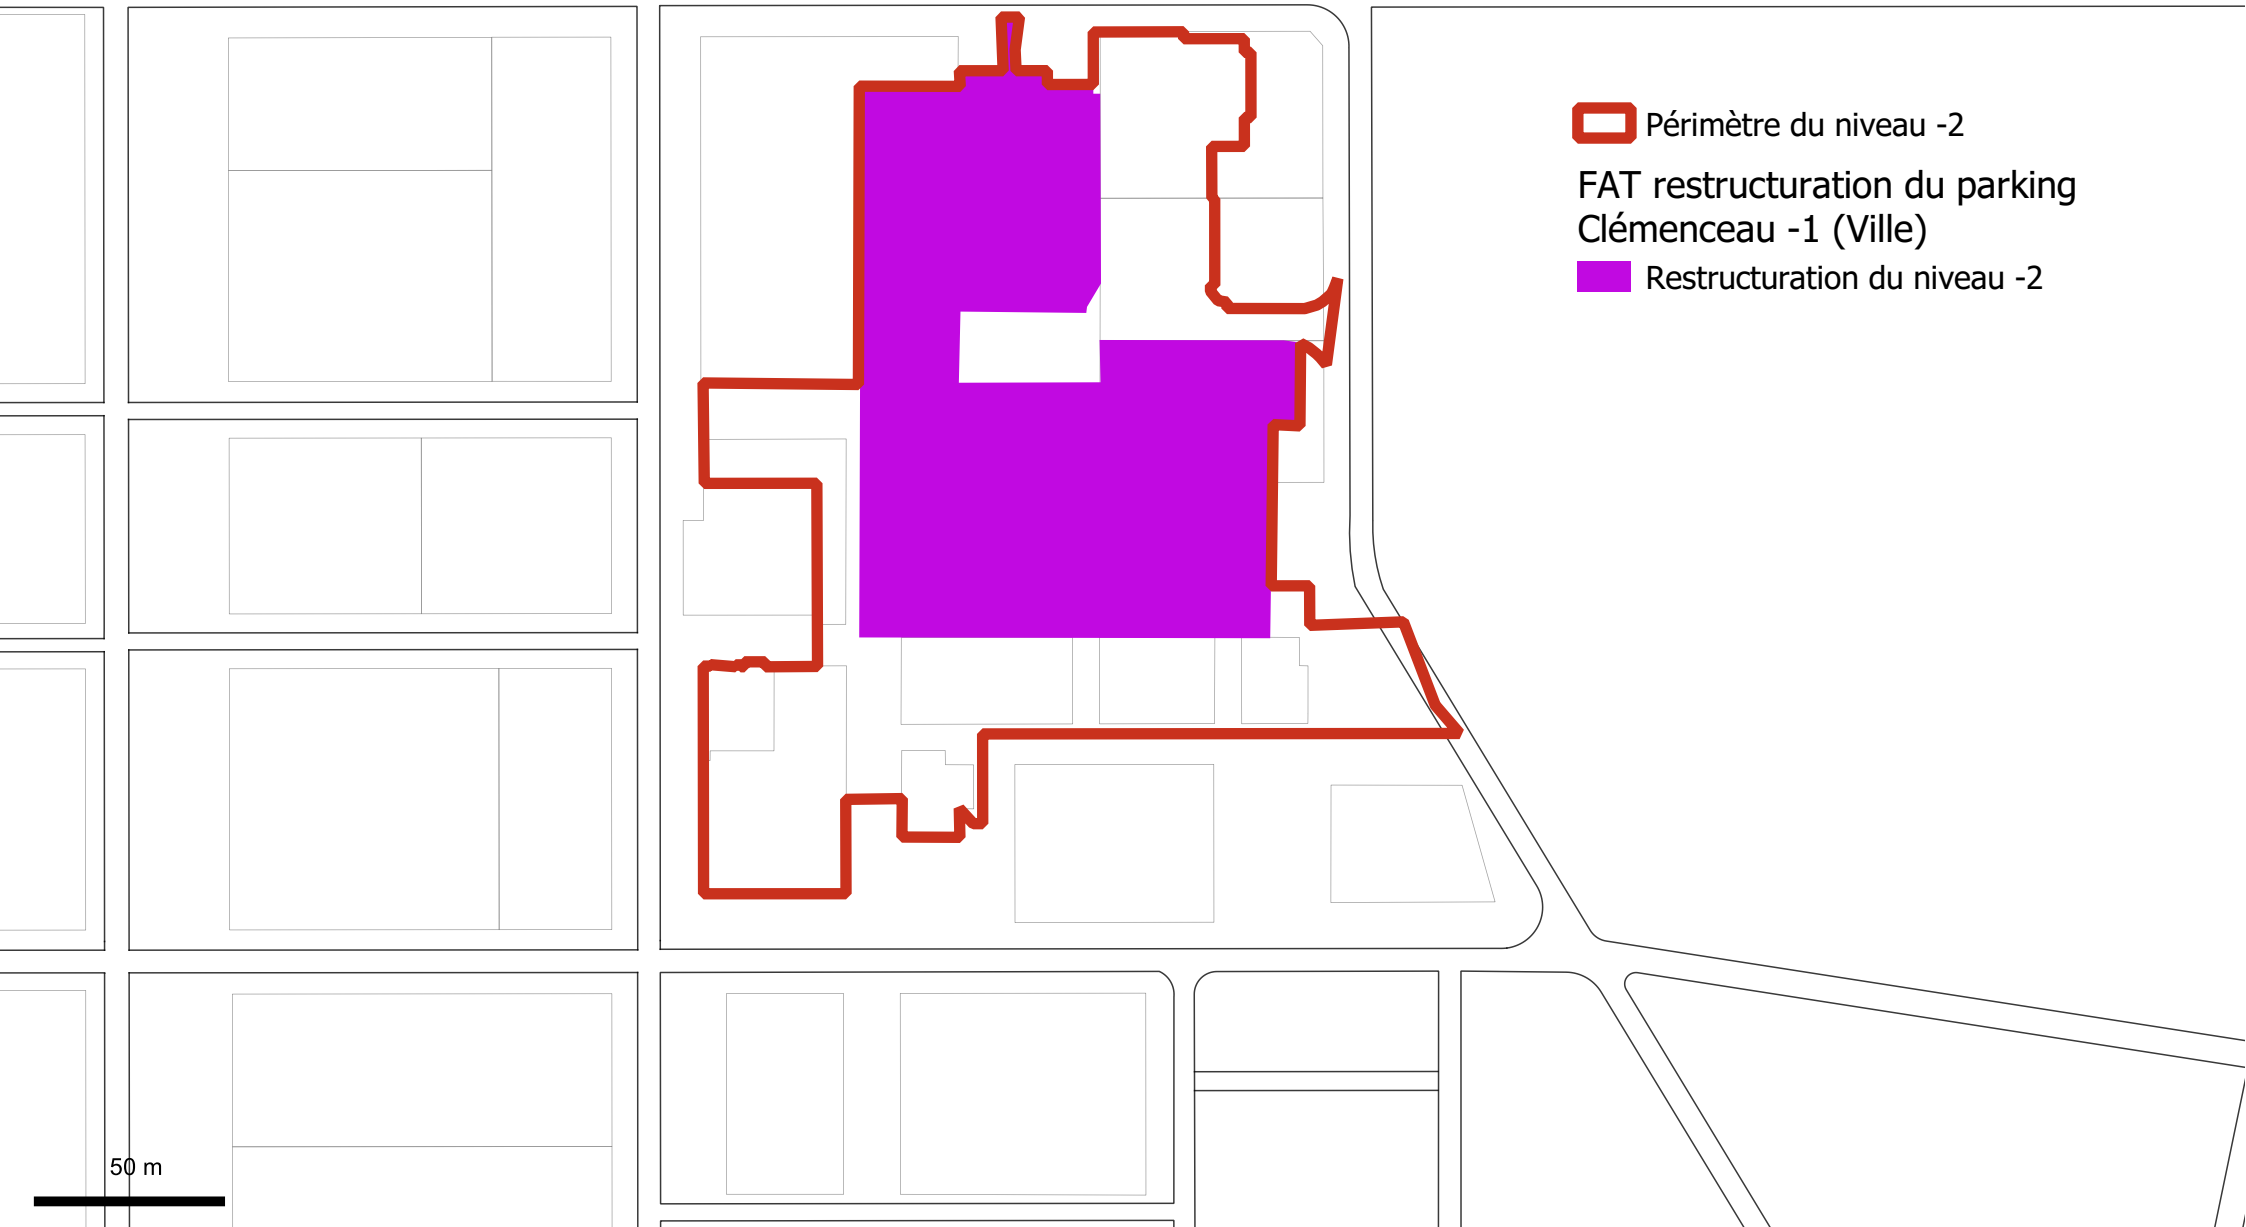 Périmètre du niveau -2
FAT restructuration du parking
Clémenceau -1 (Ville)
Restructuration du niveau -2
50 m